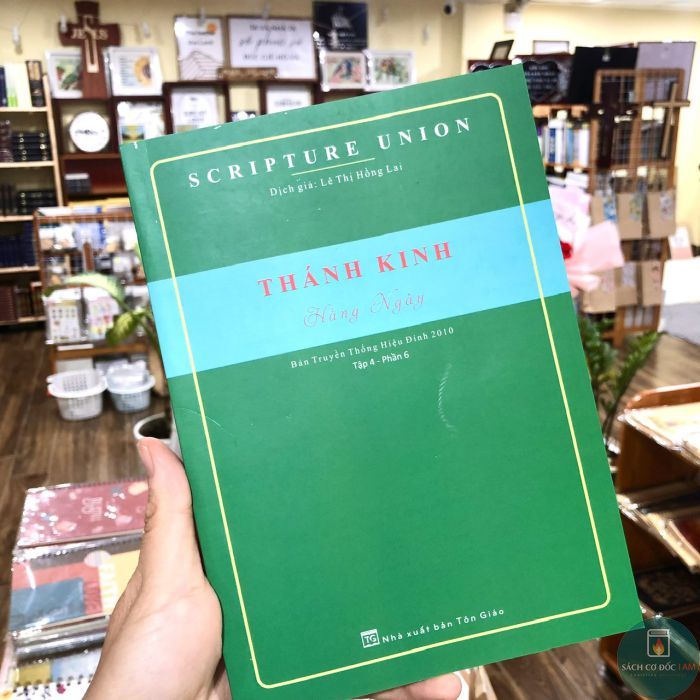 JESUS
SCRIPTURE UNION
Dịch giả: Lê Thị Hồng Lai
THÁNH KINH
Hằng Ngày
Bản Truyền Thống Hiệu Đính 2010
Tập 4 - Phần 6
TG Nhà xuất bản Tôn Giáo
SÁCH CƠ ĐỐC | AM